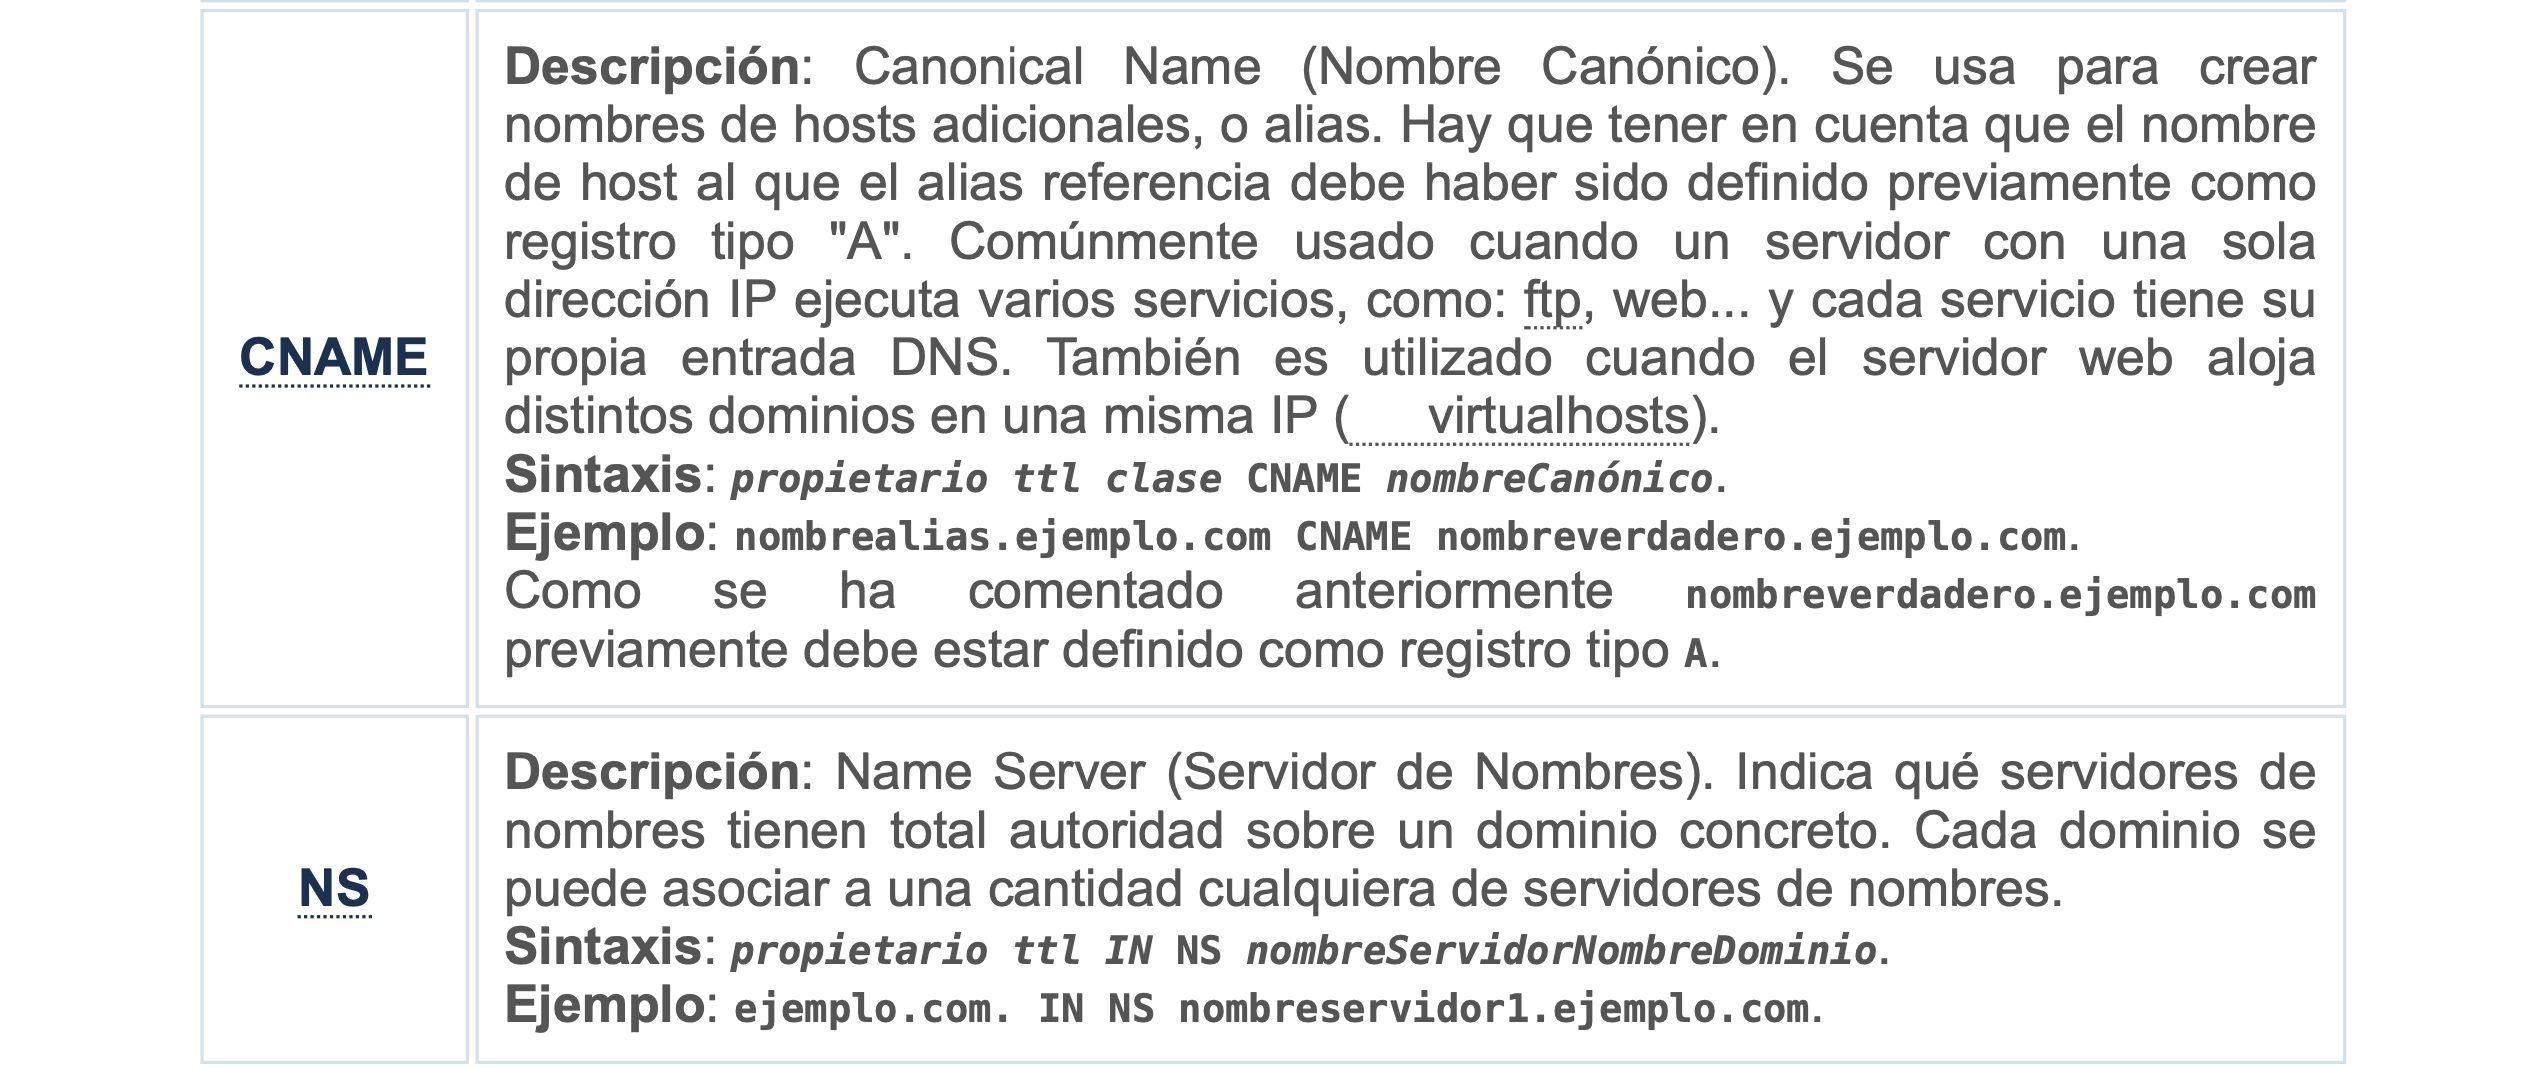 CNAME
Descripción: Canonical Name (Nombre Canónico). Se usa para crear
nombres de hosts adicionales, o alias. Hay que tener en cuenta que el nombre
de host al que el alias referencia debe haber sido definido previamente como
registro tipo "A". Comúnmente usado cuando un servidor con una sola
dirección IP ejecuta varios servicios, como: ftp, web... y cada servicio tiene su
propia entrada DNS. También es utilizado cuando el servidor web aloja
distintos dominios en una misma IP ( virtualhosts).
Sintaxis: propietario ttl clase CNAME nombreCanónico.
Ejemplo: nombrealias.ejemplo.com CNAME nombreverdadero.ejemplo.com.
Como se ha comentado anteriormente nombreverdadero.ejemplo.com
previamente debe estar definido como registro tipo A.
NS
Descripción: Name Server (Servidor de Nombres). Indica qué servidores de
nombres tienen total autoridad sobre un dominio concreto. Cada dominio se
puede asociar a una cantidad cualquiera de servidores de nombres.
Sintaxis: propietario ttl IN NS nombreServidorNombreDominio.
Ejemplo: ejemplo.com. IN NS nombreservidor1.ejemplo.com.